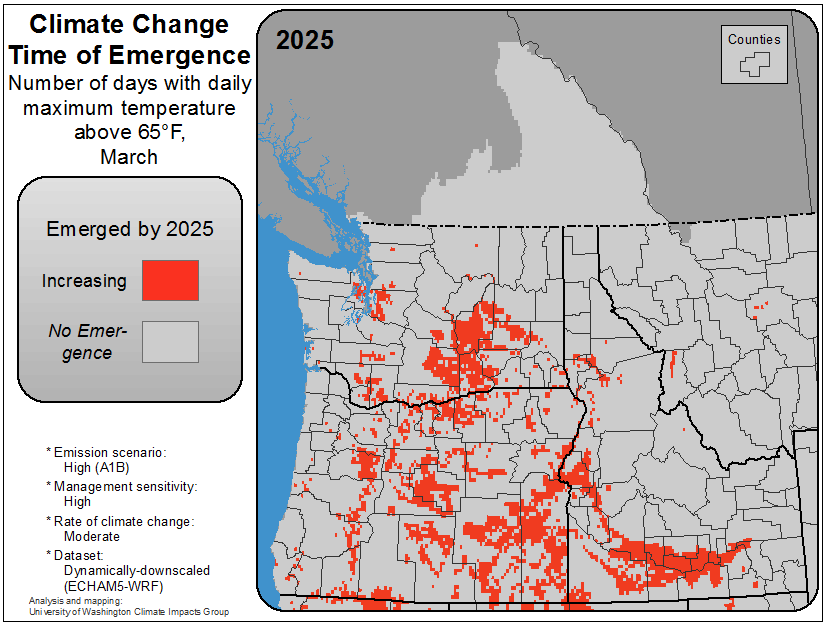 Climate Change
Time of Emergence
Number of days with daily
maximum temperature
above 65°F,
March
Emerged by 2025
Increasing
No Emer-
gence
* Emission scenario:
High (A1B)
* Management sensitivity:
High
* Rate of climate change:
Moderate
* Dataset:
Dynamically-downscaled
(ECHAM5-WRF)
Analysis and mapping:
University of Washington Climate Impacts Group
2025
Counties